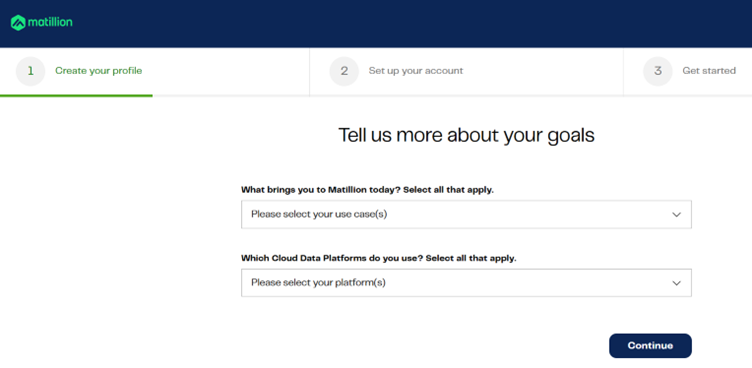 matillion
1 Create your profile
2 Set up your account
3 Get started
Tell us more about your goals
What brings you to Matillion today? Select all that apply.
Please select your use case(s)
Which Cloud Data Platforms do you use? Select all that apply.
Please select your platform(s)
Continue